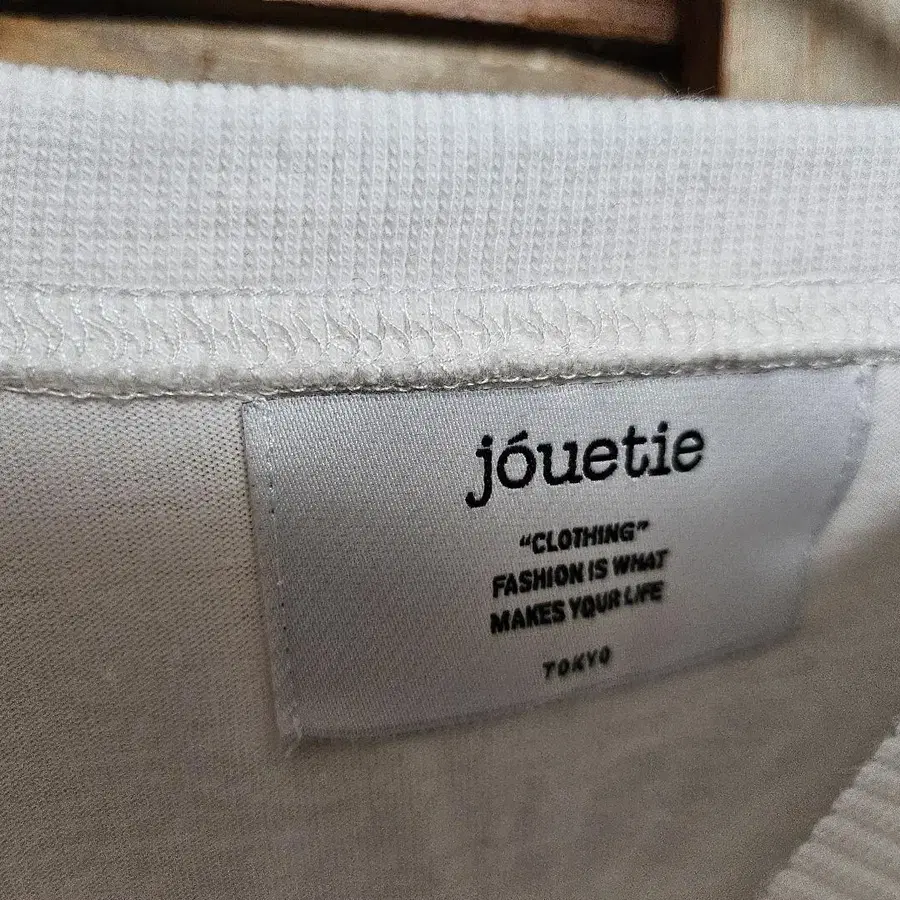 jóuetie
“CLOTHING”
FASHION IS WHAT
MAKES YOUR LIFE
TOKYO